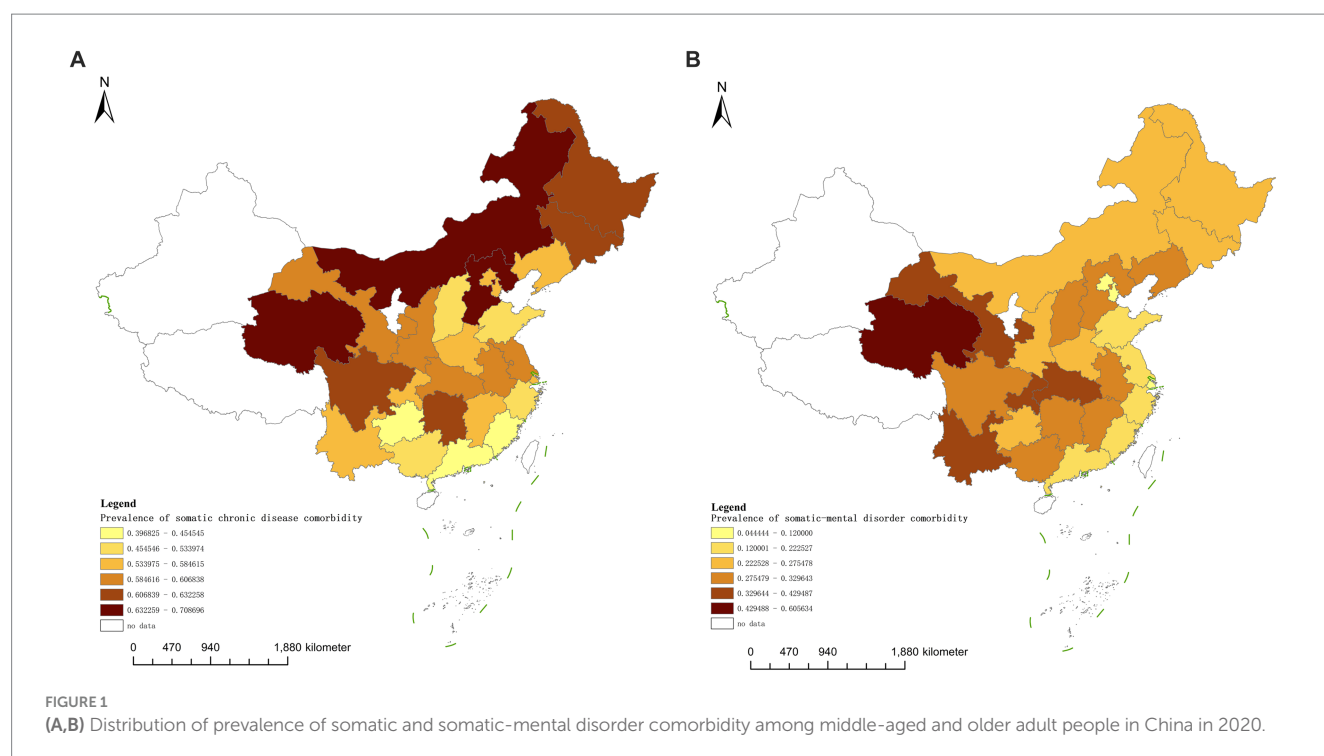 A
N
Legend
Prevalence of somatic chronic disease comorbidity
0.396825 - 0.454545
0.454546 - 0.533974
0.533975 - 0.584615
0.584616 - 0.606838
0.606839 - 0.632258
0.632259 - 0.708696
no data
0 470 940 1,880 kilometer
B
N
Legend
Prevalence of somatic-mental disorder comorbidity
0.044444 - 0.120000
0.120001 - 0.222527
0.222528 - 0.275478
0.275479 - 0.329643
0.329644 - 0.429487
0.429488 - 0.605634
no data
0 470 940 1,880 kilometer
FIGURE 1
(A,B) Distribution of prevalence of somatic and somatic-mental disorder comorbidity among middle-aged and older adult people in China in 2020.